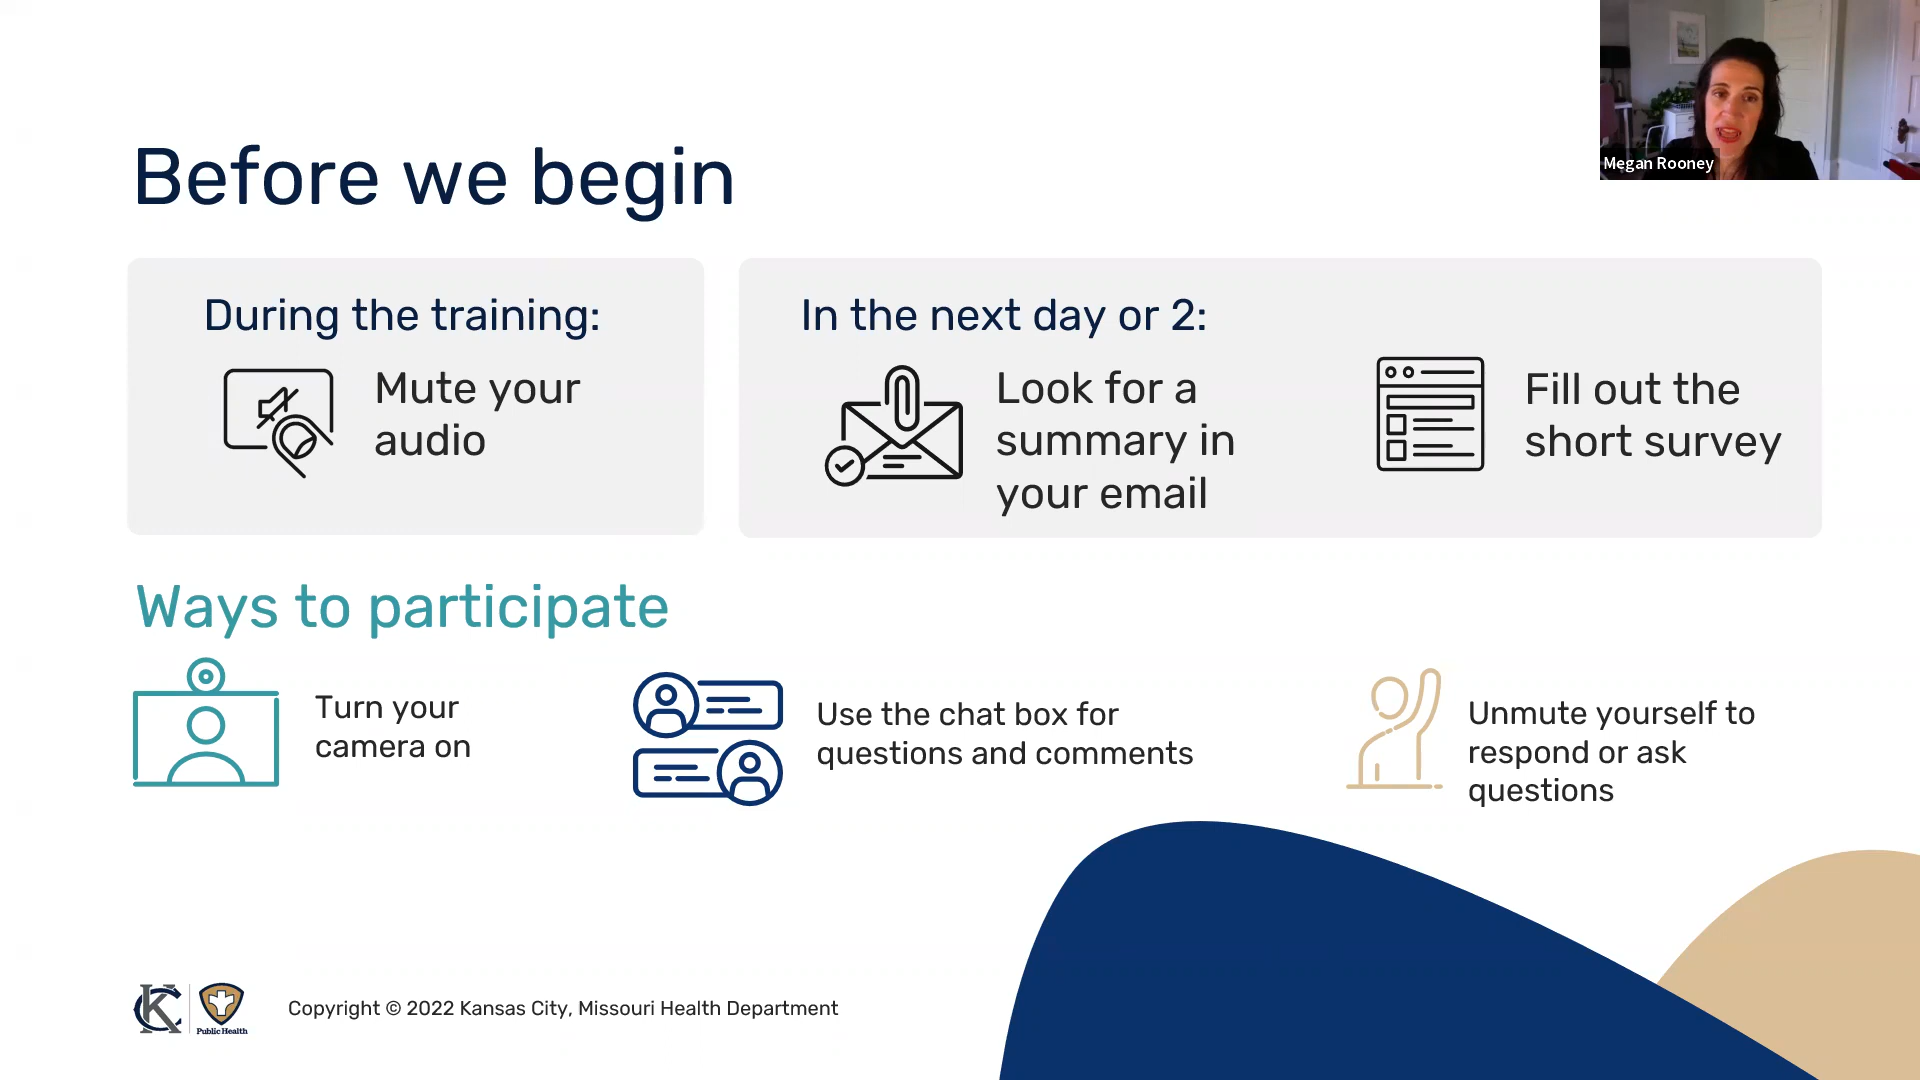 Before we begin
Megan Rooney
During the training:
Mute your
audio
In the next day or 2:
Look for a
summary in
your email
Fill out the
short survey
Ways to participate
Turn your
camera on
Use the chat box for
questions and comments
Unmute yourself to
respond or ask
questions
KC
Public Health
Copyright © 2022 Kansas City, Missouri Health Department